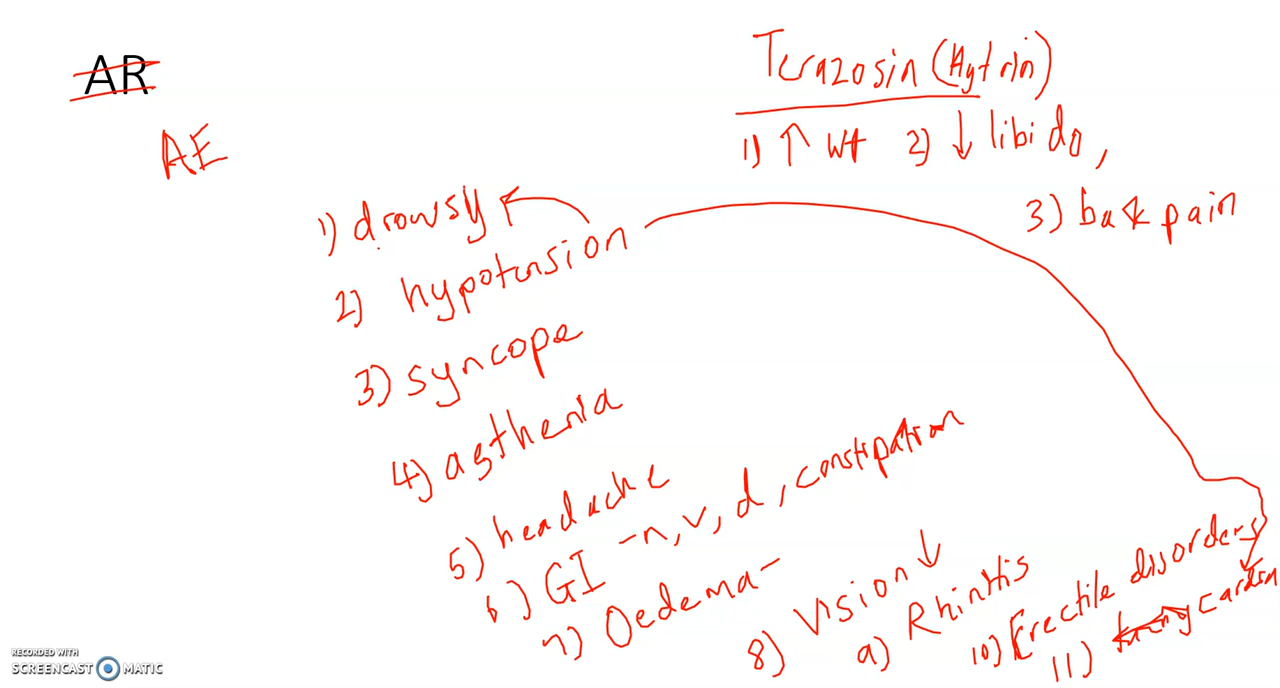 AR
AE
Terazosin (Hytrin)
1) ↑ wt 2) ↓ libido,
3) back pain
1) drowsy
2) hypotension
3) syncope
4) asthenia
5) headache
6) GI - n, v, d, constipation
7) Oedema -
8) Vision ↓
9) Rhinitis
10) Erectile disorders
11)
RECORDED WITH
SCREENCAST MATIC